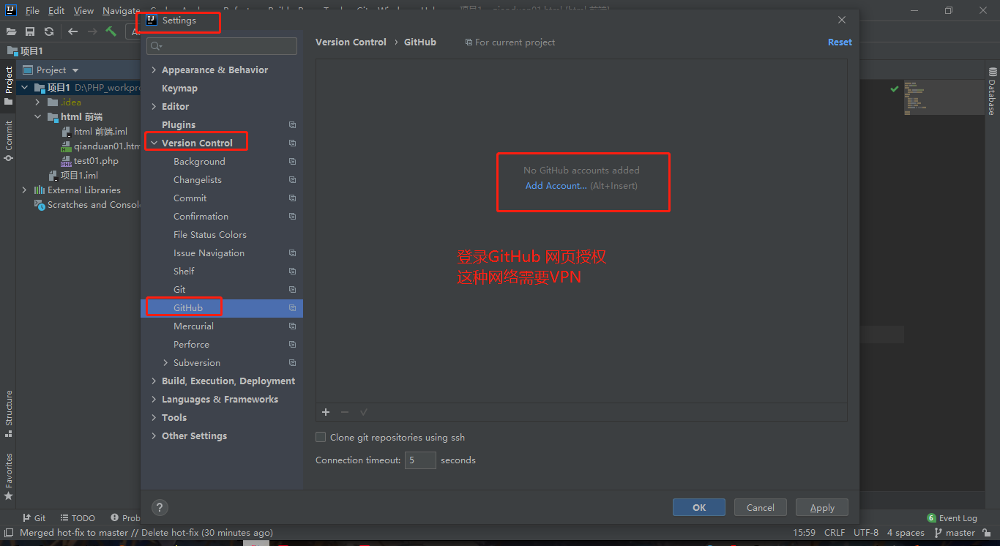 File Edit View Navigate
Settings
项目1
Project
Version Control › GitHub
For current project
Reset
Project
项目1 D:\PHP_workpro
.idea
html 前端
html 前端.iml
qianduan01.htm
test01.php
项目1.iml
External Libraries
Scratches and Consol
Commit
Structure
Favorites
Database
Appearance & Behavior
Keymap
Editor
Plugins
Version Control
Background
Changelists
Commit
Confirmation
File Status Colors
Issue Navigation
Shelf
Git
GitHub
Mercurial
Perforce
Subversion
Build, Execution, Deployment
Languages & Frameworks
Tools
Other Settings
No GitHub accounts added
Add Account... (Alt+Insert)
登录GitHub 网页授权
这种网络需要VPN
Clone git repositories using ssh
Connection timeout: 5 seconds
?
OK
Cancel
Apply
Git
TODO
Prob
6 Event Log
Merged hot-fix to master // Delete hot-fix (30 minutes ago)
15:59 CRLF UTF-8 4 spaces master